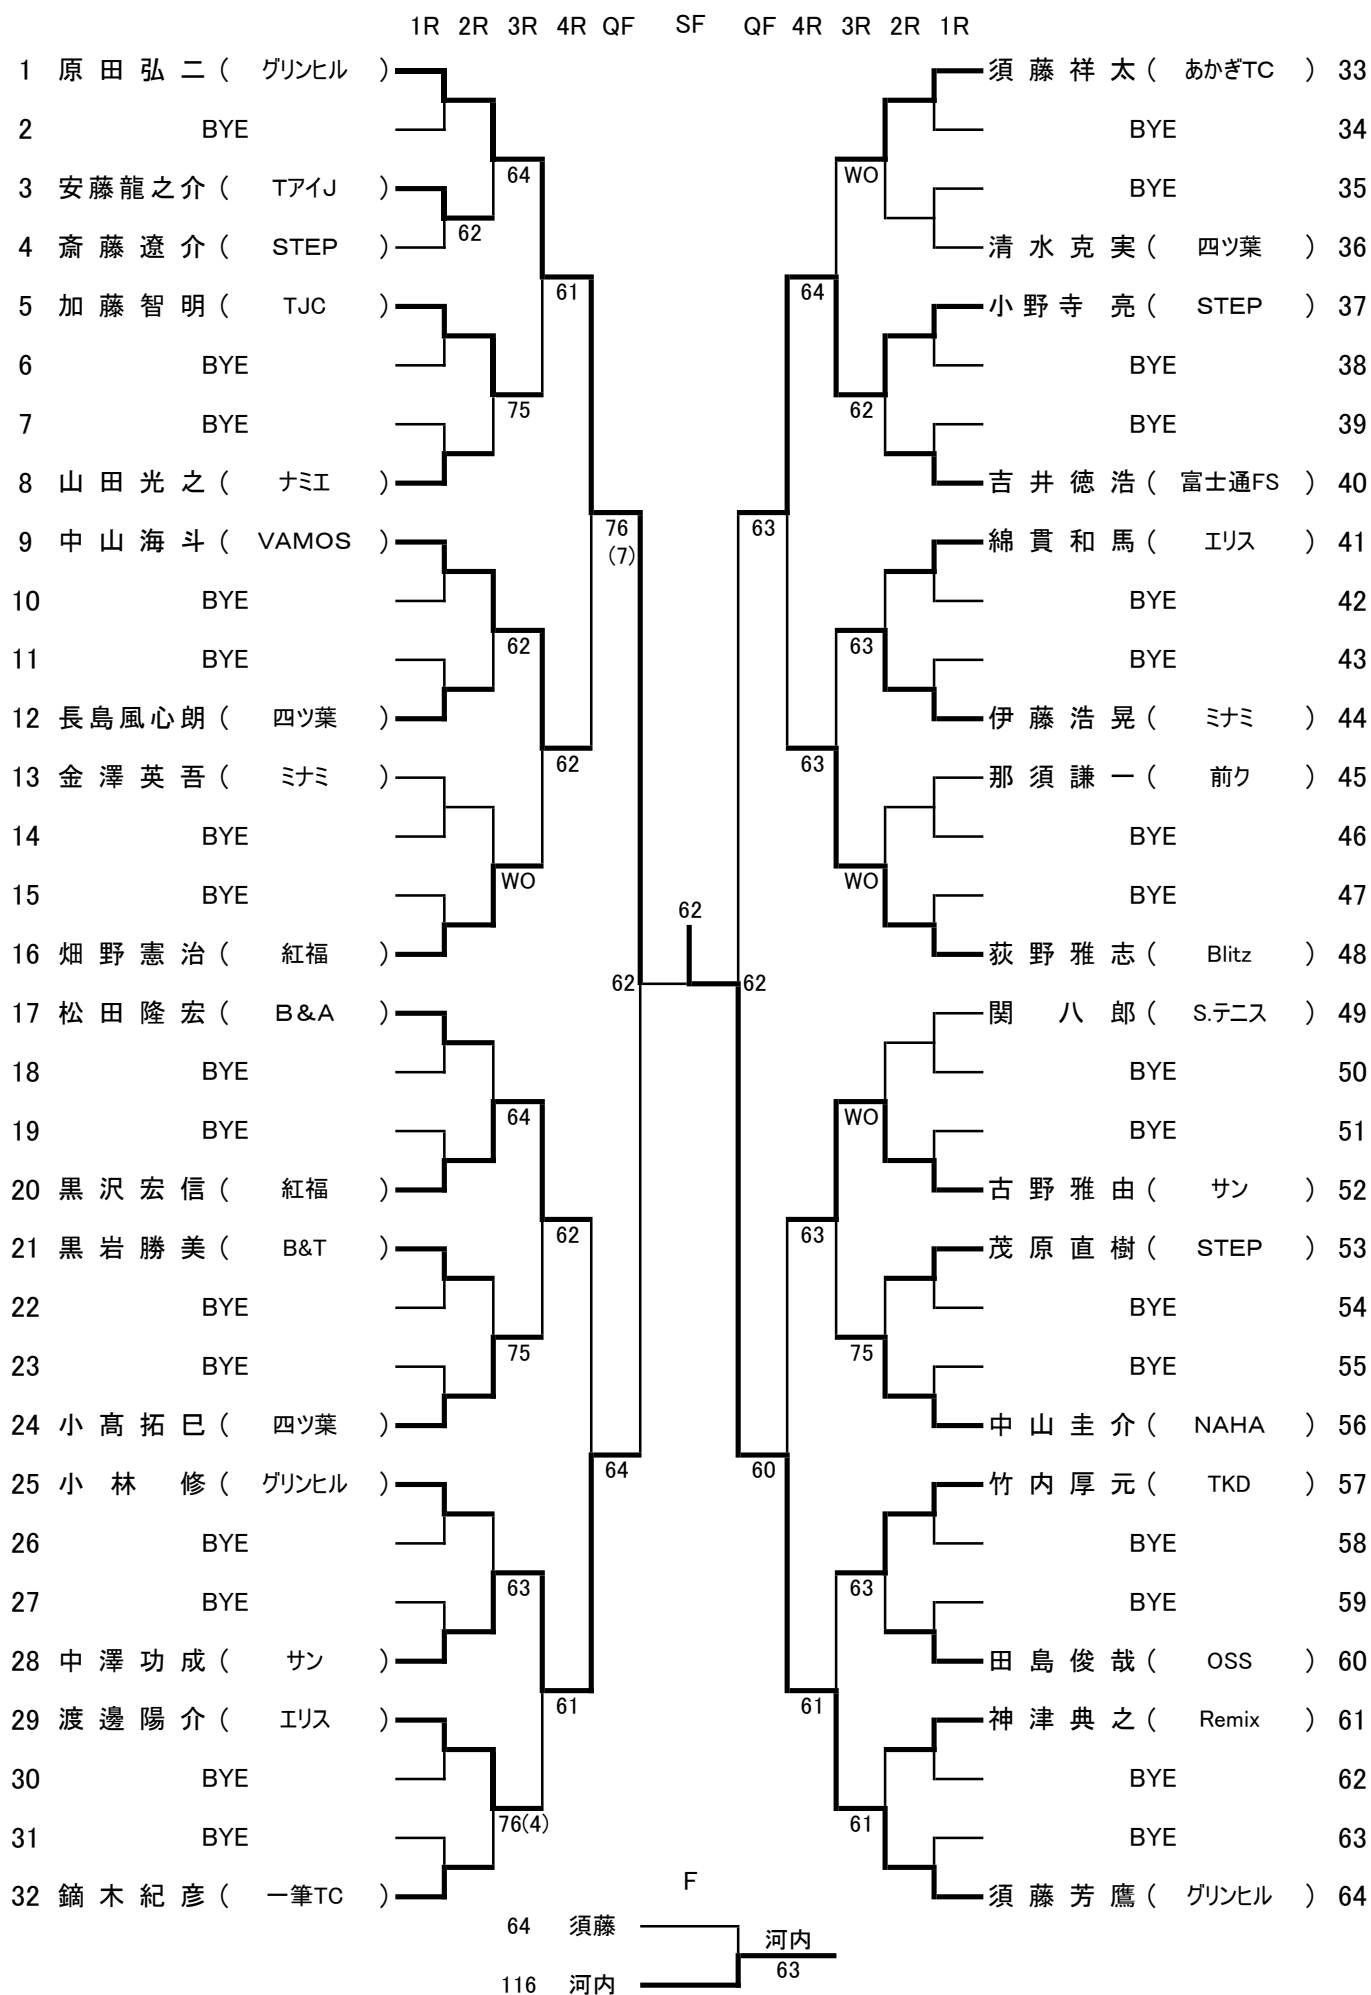 1R 2R 3R 4R QF SF QF 4R 3R 2R 1R
1 原田弘二 ( グリンヒル ) 須藤祥太 ( あかぎTC ) 33
2 BYE BYE 34
64 WO
3 安藤龍之介 ( TアイJ ) BYE 35
62
4 斎藤遼介 ( STEP ) 清水克実 ( 四ツ葉 ) 36
61 64
5 加藤智明 ( TJC ) 小野寺亮 ( STEP ) 37
6 BYE BYE 38
75 62
7 BYE BYE 39
8 山田光之 ( ナミエ ) 吉井徳浩 ( 富士通FS ) 40
76 63
9 中山海斗 ( VAMOS ) 綿貫和馬 ( エリス ) 41
(7)
10 BYE BYE 42
62 63
11 BYE BYE 43
12 長島風心朗 ( 四ツ葉 ) 伊藤浩晃 ( ミナミ ) 44
62 63
13 金澤英吾 ( ミナミ ) 那須謙一 ( 前ク ) 45
14 BYE BYE 46
WO WO
15 BYE BYE 47
62
16 畑野憲治 ( 紅福 ) 荻野雅志 ( Blitz ) 48
62 62
17 松田隆宏 ( B&A ) 関八郎 ( S.テニス ) 49
18 BYE BYE 50
64 WO
19 BYE BYE 51
20 黒沢宏信 ( 紅福 ) 古野雅由 ( サン ) 52
62 63
21 黒岩勝美 ( B&T ) 茂原直樹 ( STEP ) 53
22 BYE BYE 54
75 75
23 BYE BYE 55
24 小髙拓巳 ( 四ツ葉 ) 中山圭介 ( NAHA ) 56
64 60
25 小林修 ( グリンヒル ) 竹内厚元 ( TKD ) 57
26 BYE BYE 58
63 63
27 BYE BYE 59
28 中澤功成 ( サン ) 田島俊哉 ( OSS ) 60
61 61
29 渡邊陽介 ( エリス ) 神津典之 ( Remix ) 61
30 BYE BYE 62
76(4) 61
31 BYE BYE 63
F
32 鏑木紀彦 ( 一筆TC ) 須藤芳鷹 ( グリンヒル ) 64
64 須藤
河内
63
116 河内